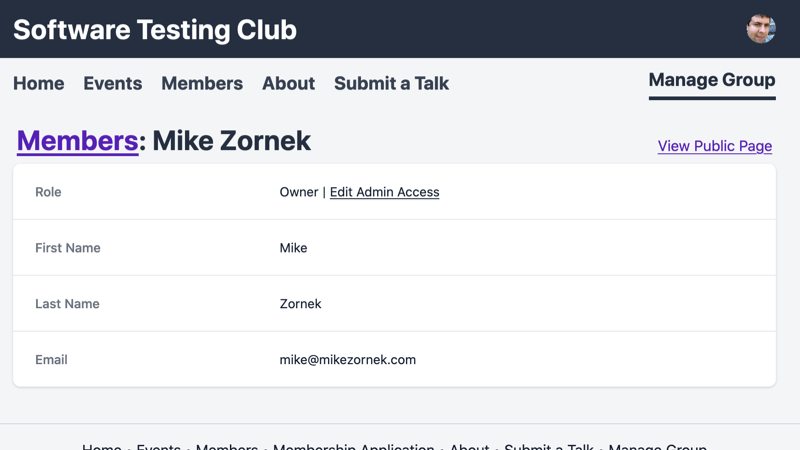 Software Testing Club
Home Events Members About Submit a Talk Manage Group
Members: Mike Zornek View Public Page
Role Owner | Edit Admin Access
First Name Mike
Last Name Zornek
Email mike@mikezornek.com
Home • Events • Members • Membership Application • About • Submit a Talk • Manage Group